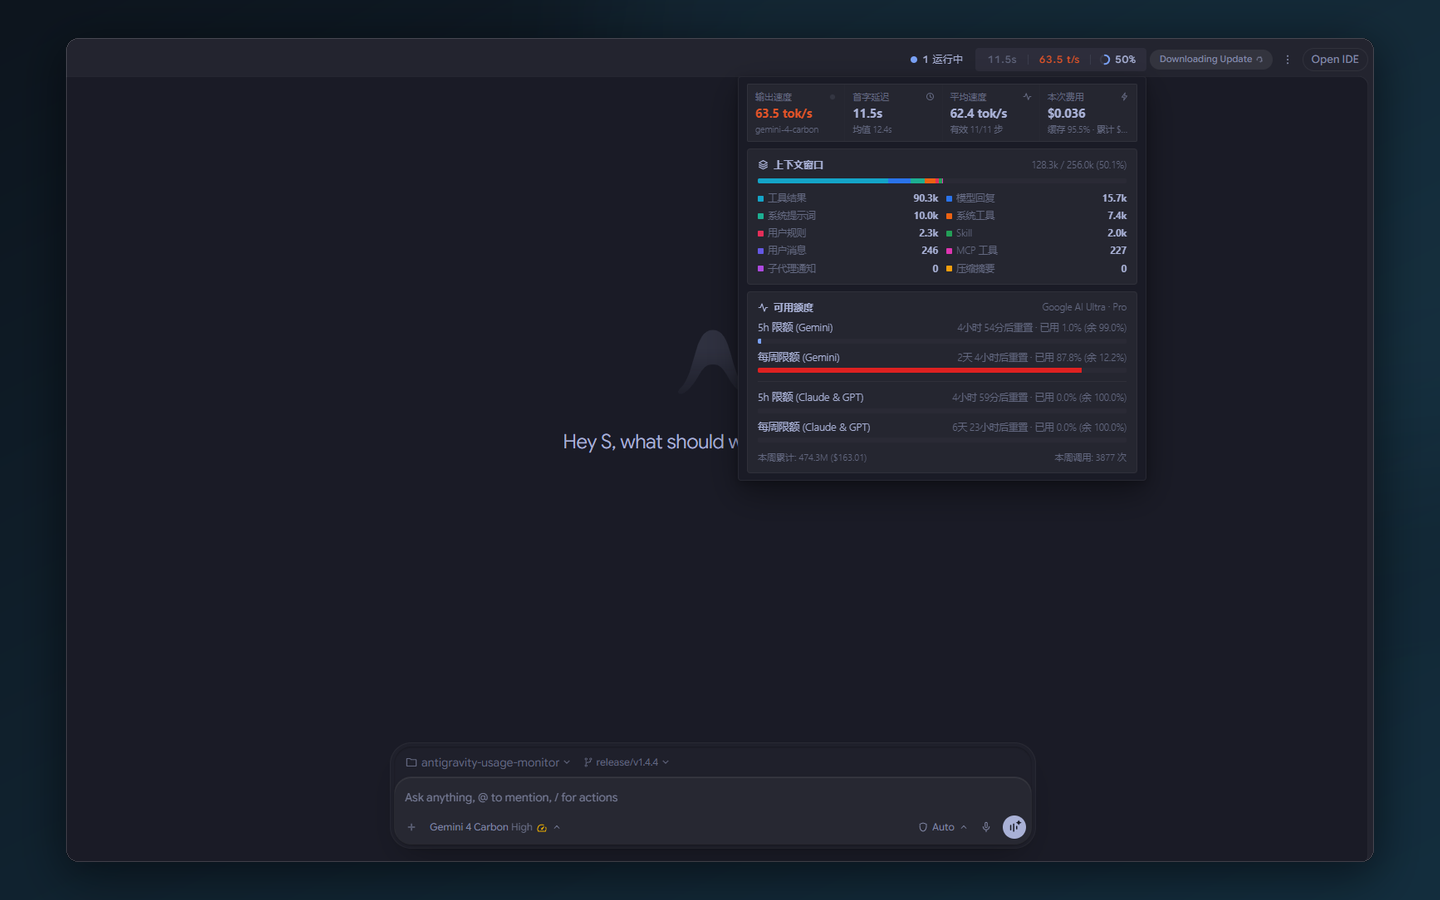 1 运行中
11.5s
63.5 t/s
50%
Downloading Update
Open IDE
输出速度
63.5 tok/s
gemini-4-carbon
首字延迟
11.5s
均值 12.4s
平均速度
62.4 tok/s
有效 11/11 步
本次费用
$0.036
缓存 95.5% · 累计 $...
上下文窗口
128.3k / 256.0k (50.1%)
工具结果 90.3k
模型回复 15.7k
系统提示词 10.0k
系统工具 7.4k
用户规则 2.3k
Skill 2.0k
用户消息 246
MCP 工具 227
子代理通知 0
压缩摘要 0
可用额度
Google AI Ultra · Pro
5h 限额 (Gemini)
4小时 54分后重置 · 已用 1.0% (余 99.0%)
每周限额 (Gemini)
2天 4小时后重置 · 已用 87.8% (余 12.2%)
5h 限额 (Claude & GPT)
4小时 59分后重置 · 已用 0.0% (余 100.0%)
每周限额 (Claude & GPT)
6天 23小时后重置 · 已用 0.0% (余 100.0%)
本周累计: 474.3M ($163.01)
本周调用: 3877 次
Hey S, what should w
antigravity-usage-monitor
release/v1.4.4
Ask anything, @ to mention, / for actions
Gemini 4 Carbon High
Auto